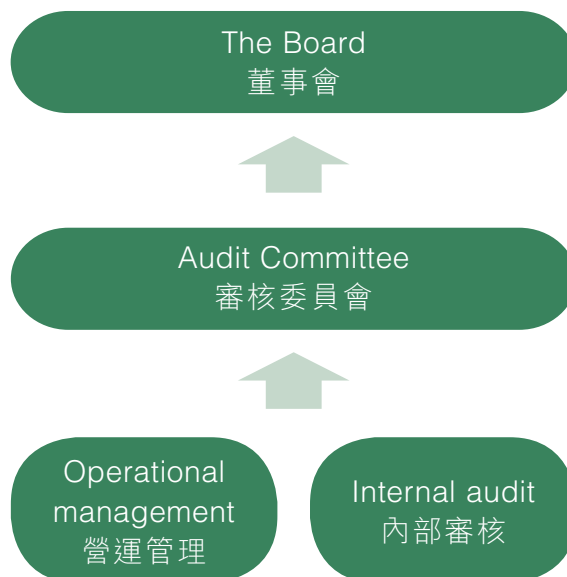 The Board
董事會
Audit Committee
審核委員會
Operational
management
營運管理
Internal audit
內部審核